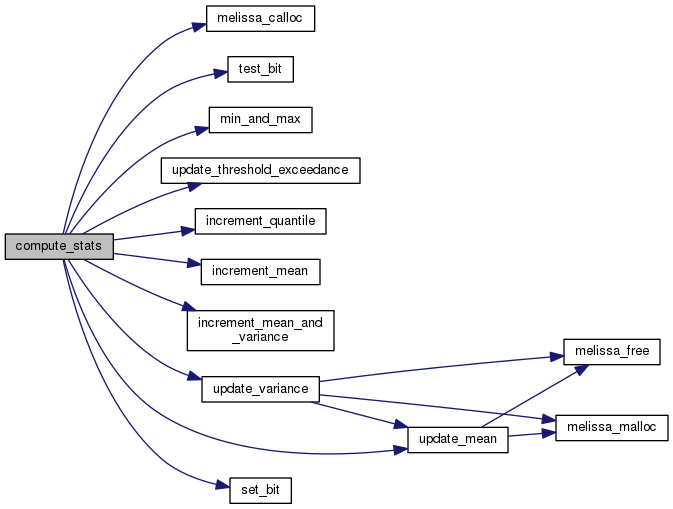 melissa_calloc
test_bit
min_and_max
update_threshold_exceedance
increment_quantile
compute_stats
increment_mean
increment_mean_and
_variance
melissa_free
update_variance
melissa_malloc
update_mean
set_bit